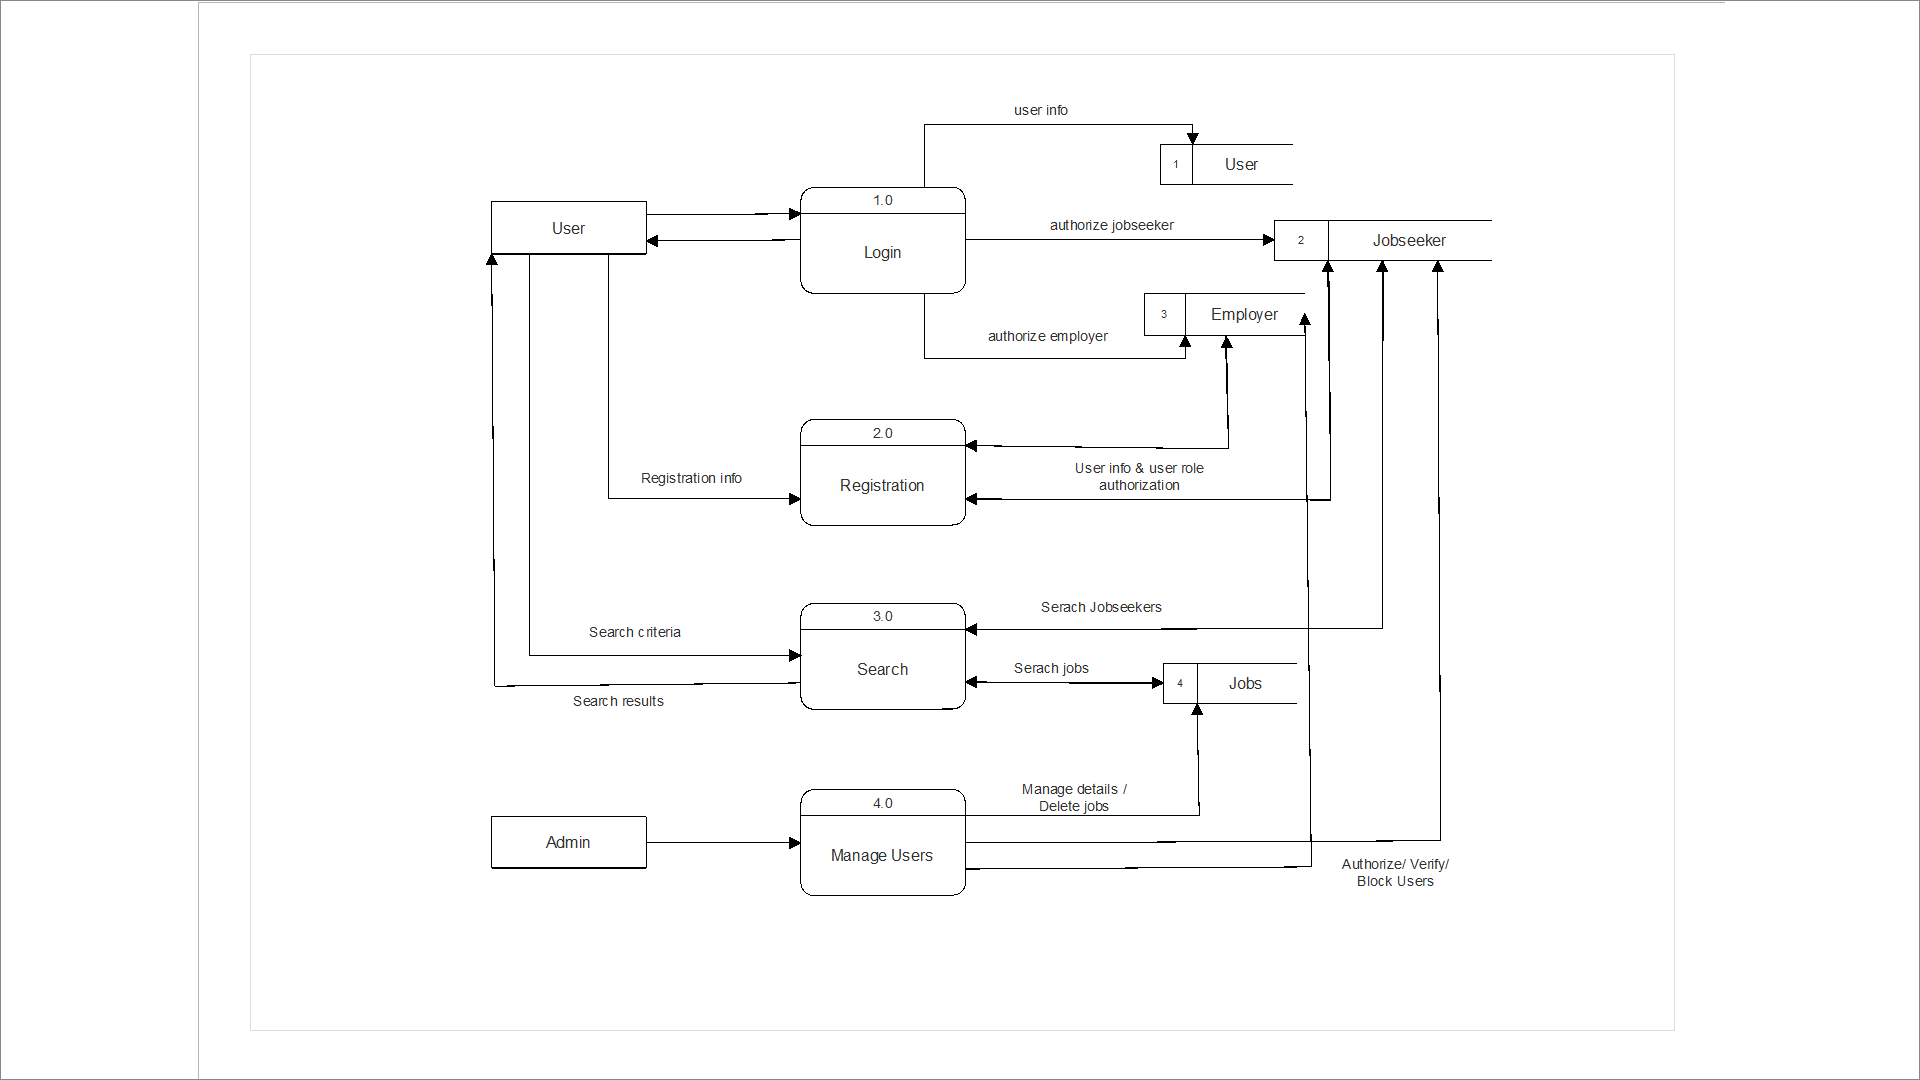 user info
1
User
1.0
User
authorize jobseeker
2
Jobseeker
Login
3
Employer
authorize employer
2.0
User info & user role
authorization
Registration info
Registration
Serach Jobseekers
3.0
Search criteria
Serach jobs
Search
4
Jobs
Search results
Manage details /
Delete jobs
4.0
Admin
Manage Users
Authorize/ Verify/
Block Users